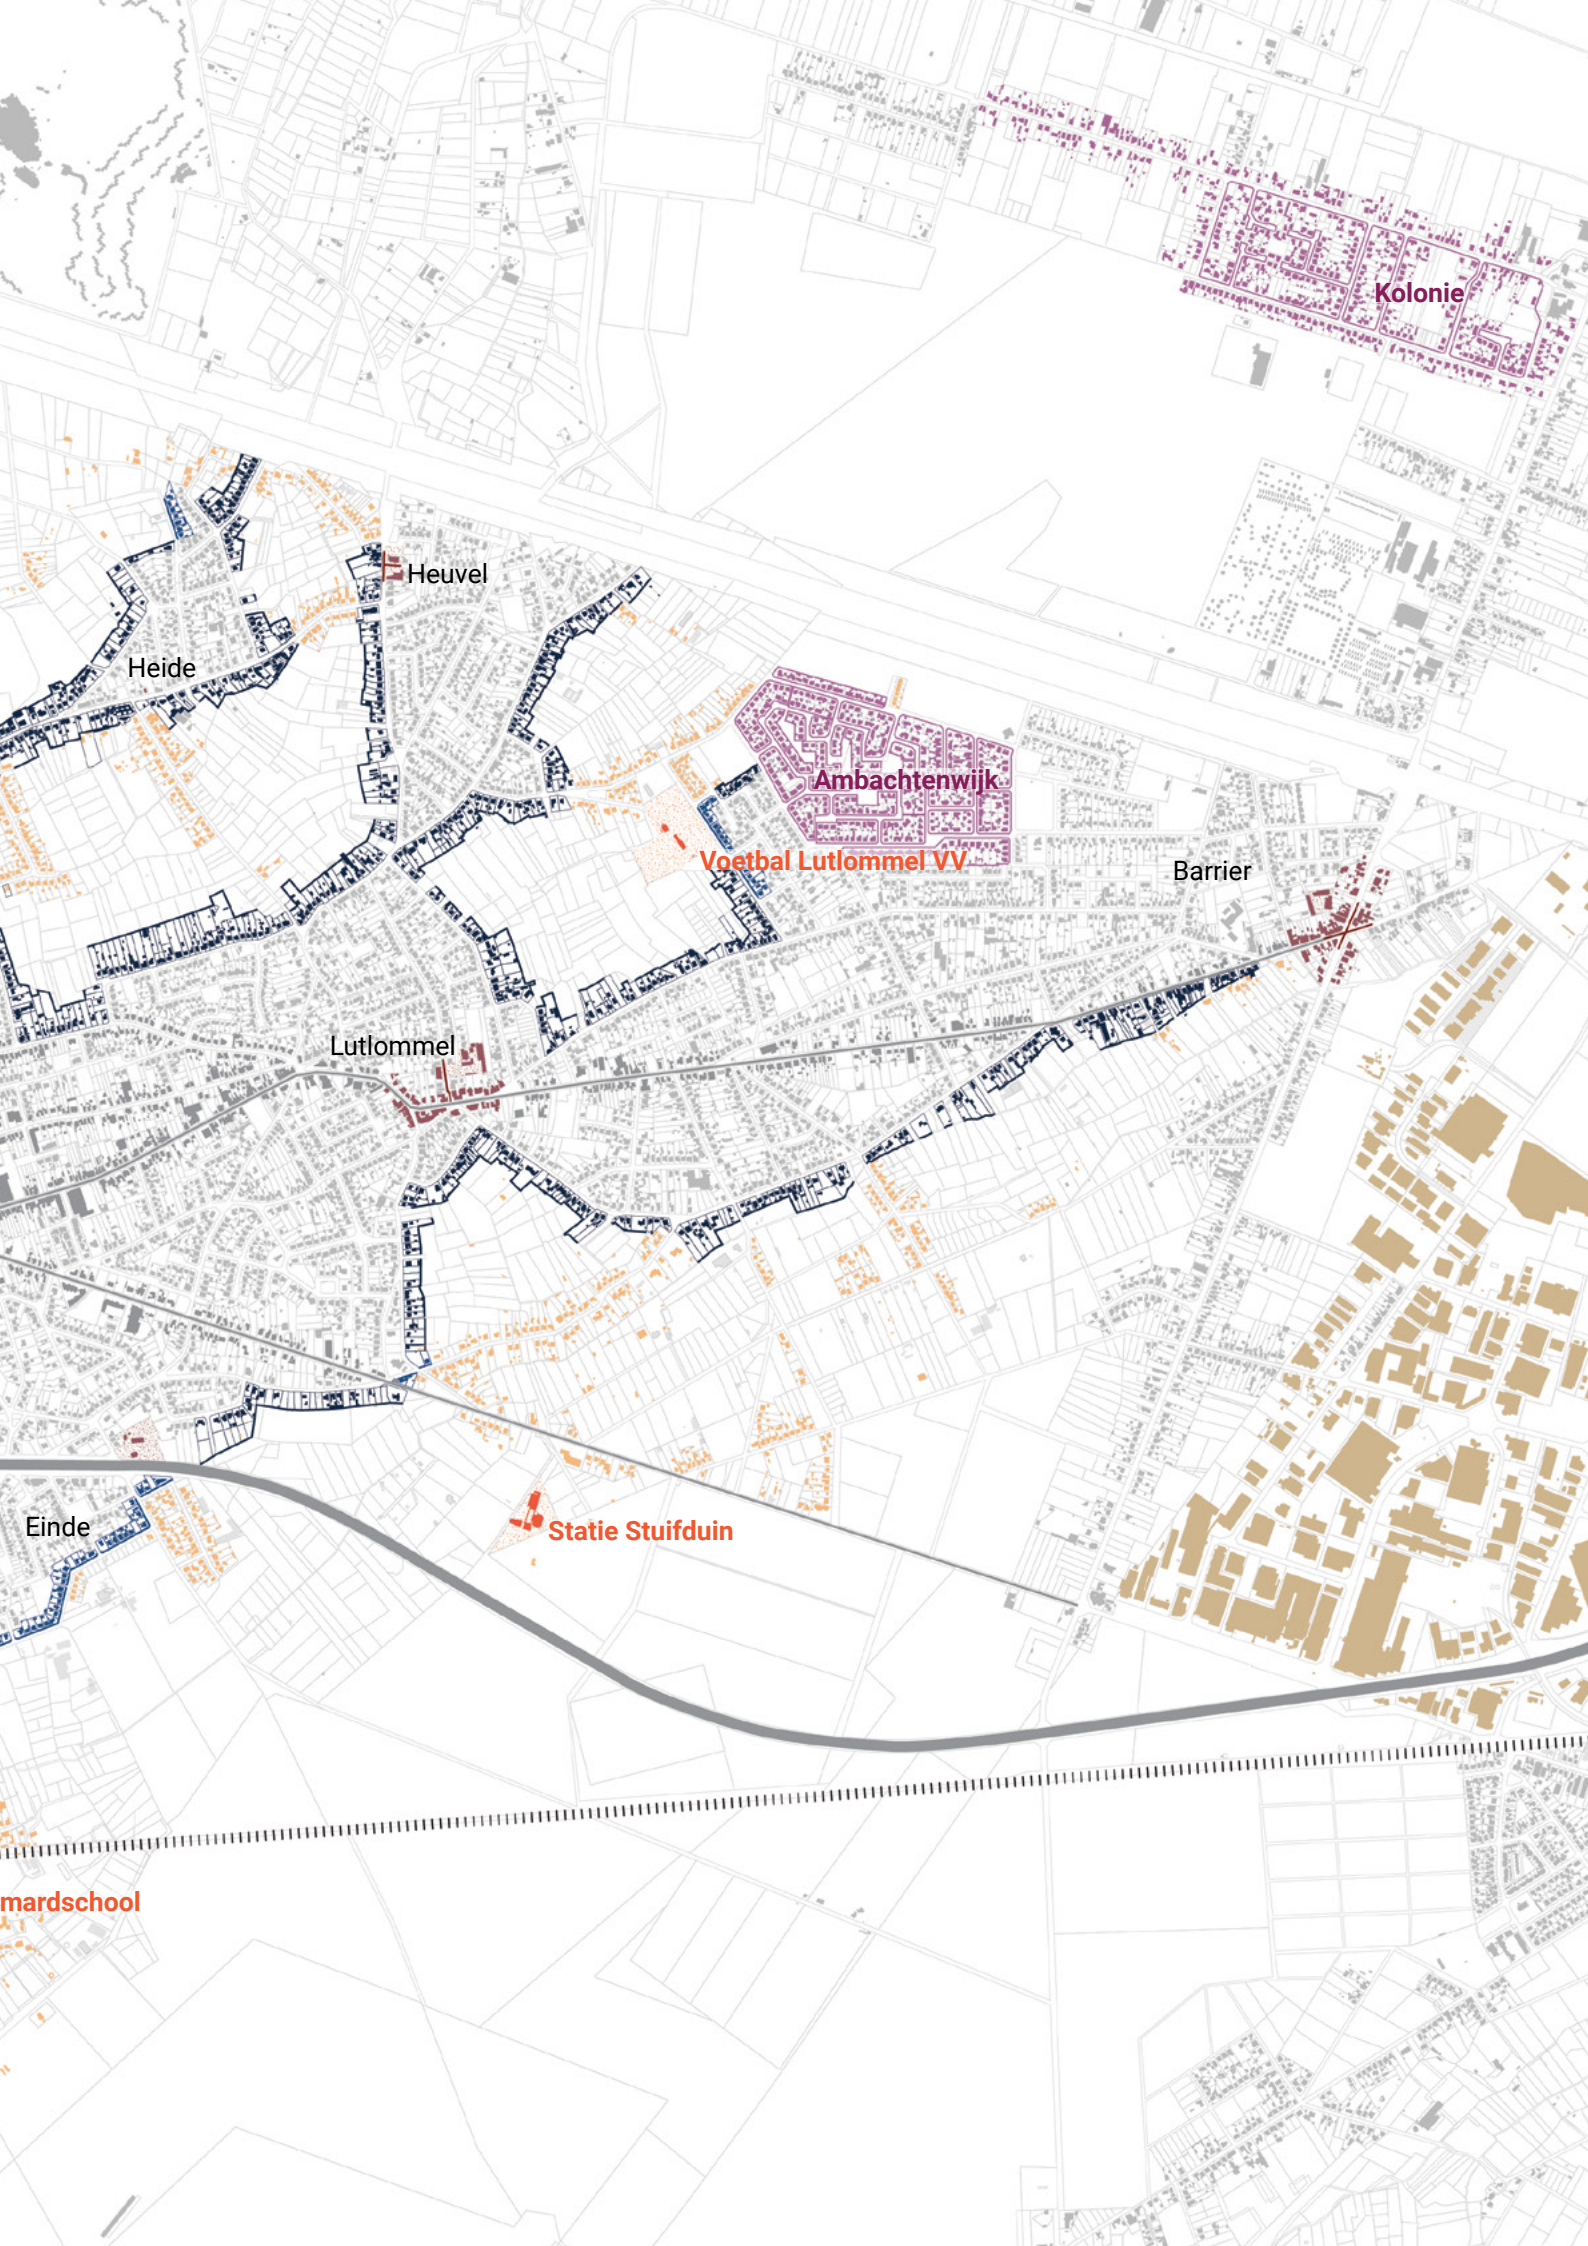 Kolonie
Heuvel
Heide
Ambachtenwijk
Voetbal Lutlommel VV
Barrier
Lutlommel
Einde
Statie Stuifduin
mardschool